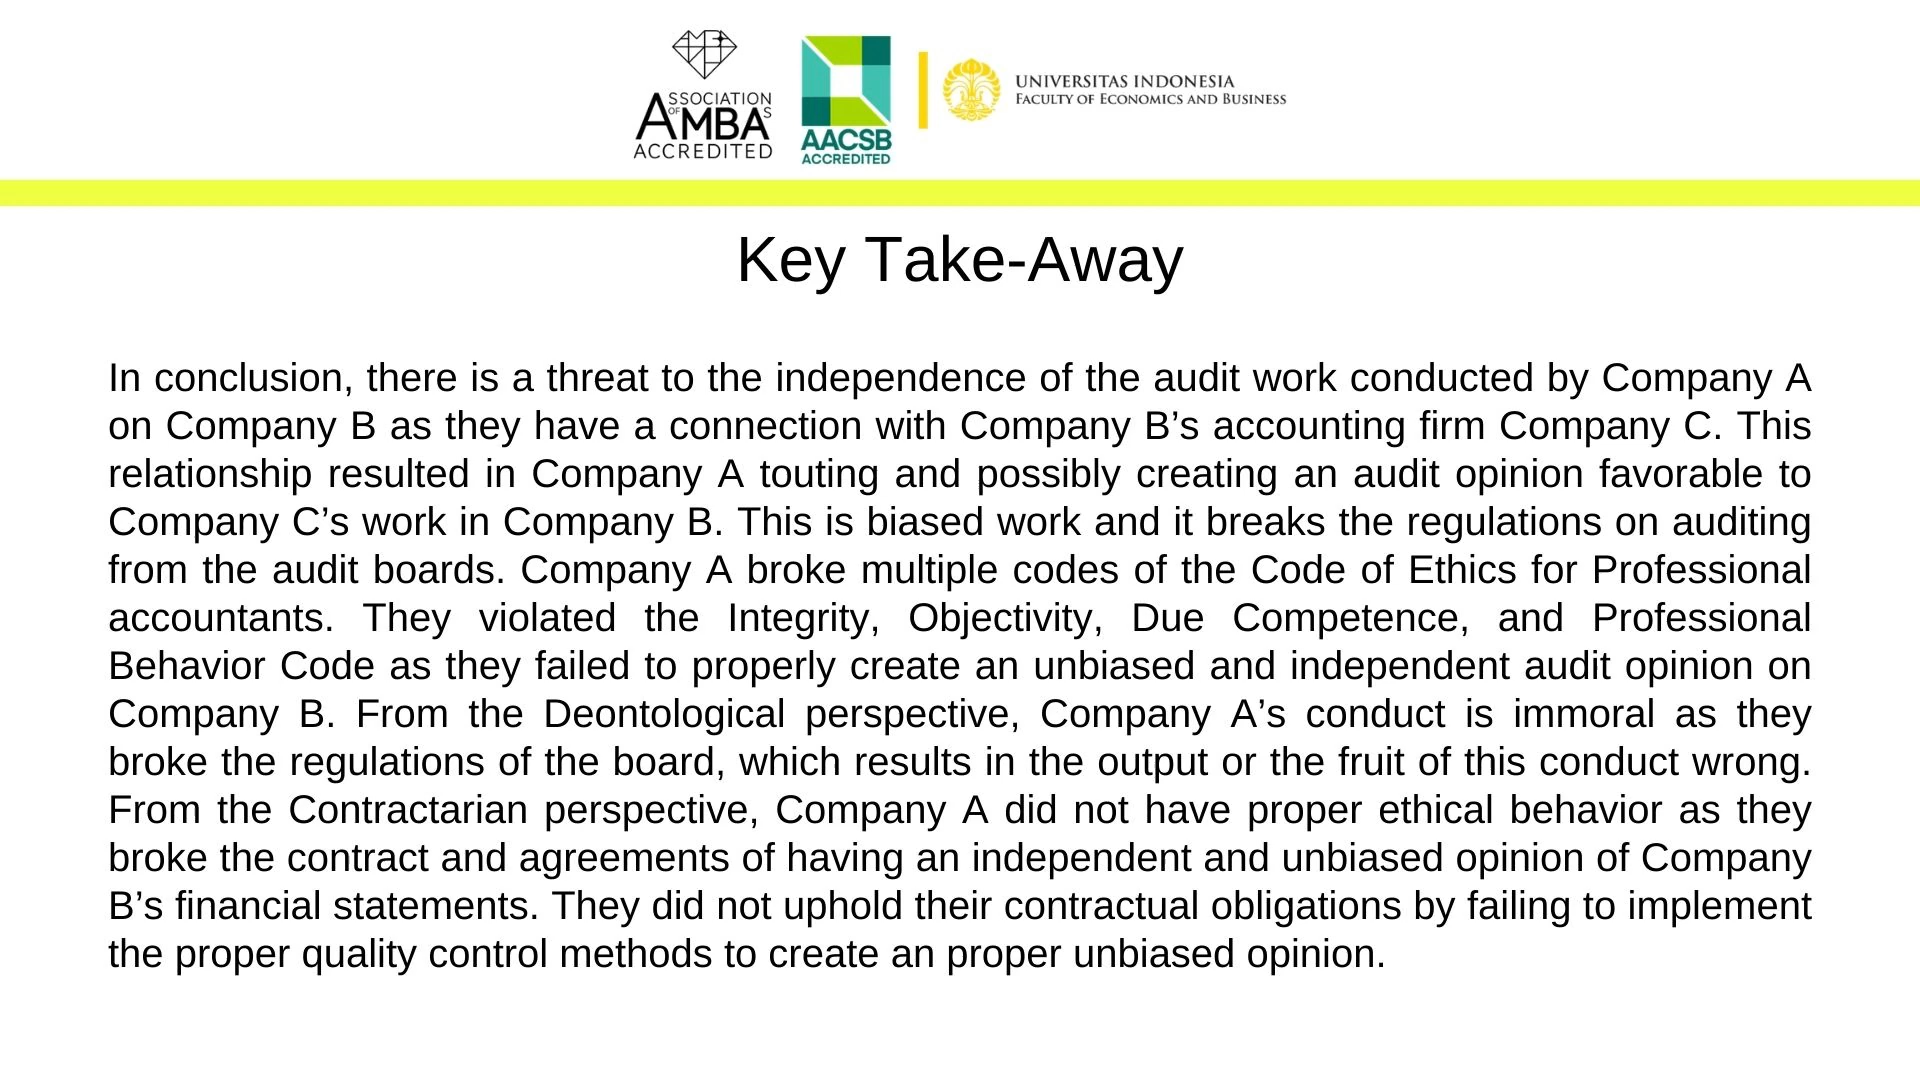 ASSOCIATION
OF MBAS
ACCREDITED
AACSB
ACCREDITED
UNIVERSITAS INDONESIA
FACULTY OF ECONOMICS AND BUSINESS
Key Take-Away
In conclusion, there is a threat to the independence of the audit work conducted by Company A
on Company B as they have a connection with Company B’s accounting firm Company C. This
relationship resulted in Company A touting and possibly creating an audit opinion favorable to
Company C’s work in Company B. This is biased work and it breaks the regulations on auditing
from the audit boards. Company A broke multiple codes of the Code of Ethics for Professional
accountants. They violated the Integrity, Objectivity, Due Competence, and Professional
Behavior Code as they failed to properly create an unbiased and independent audit opinion on
Company B. From the Deontological perspective, Company A’s conduct is immoral as they
broke the regulations of the board, which results in the output or the fruit of this conduct wrong.
From the Contractarian perspective, Company A did not have proper ethical behavior as they
broke the contract and agreements of having an independent and unbiased opinion of Company
B’s financial statements. They did not uphold their contractual obligations by failing to implement
the proper quality control methods to create an proper unbiased opinion.